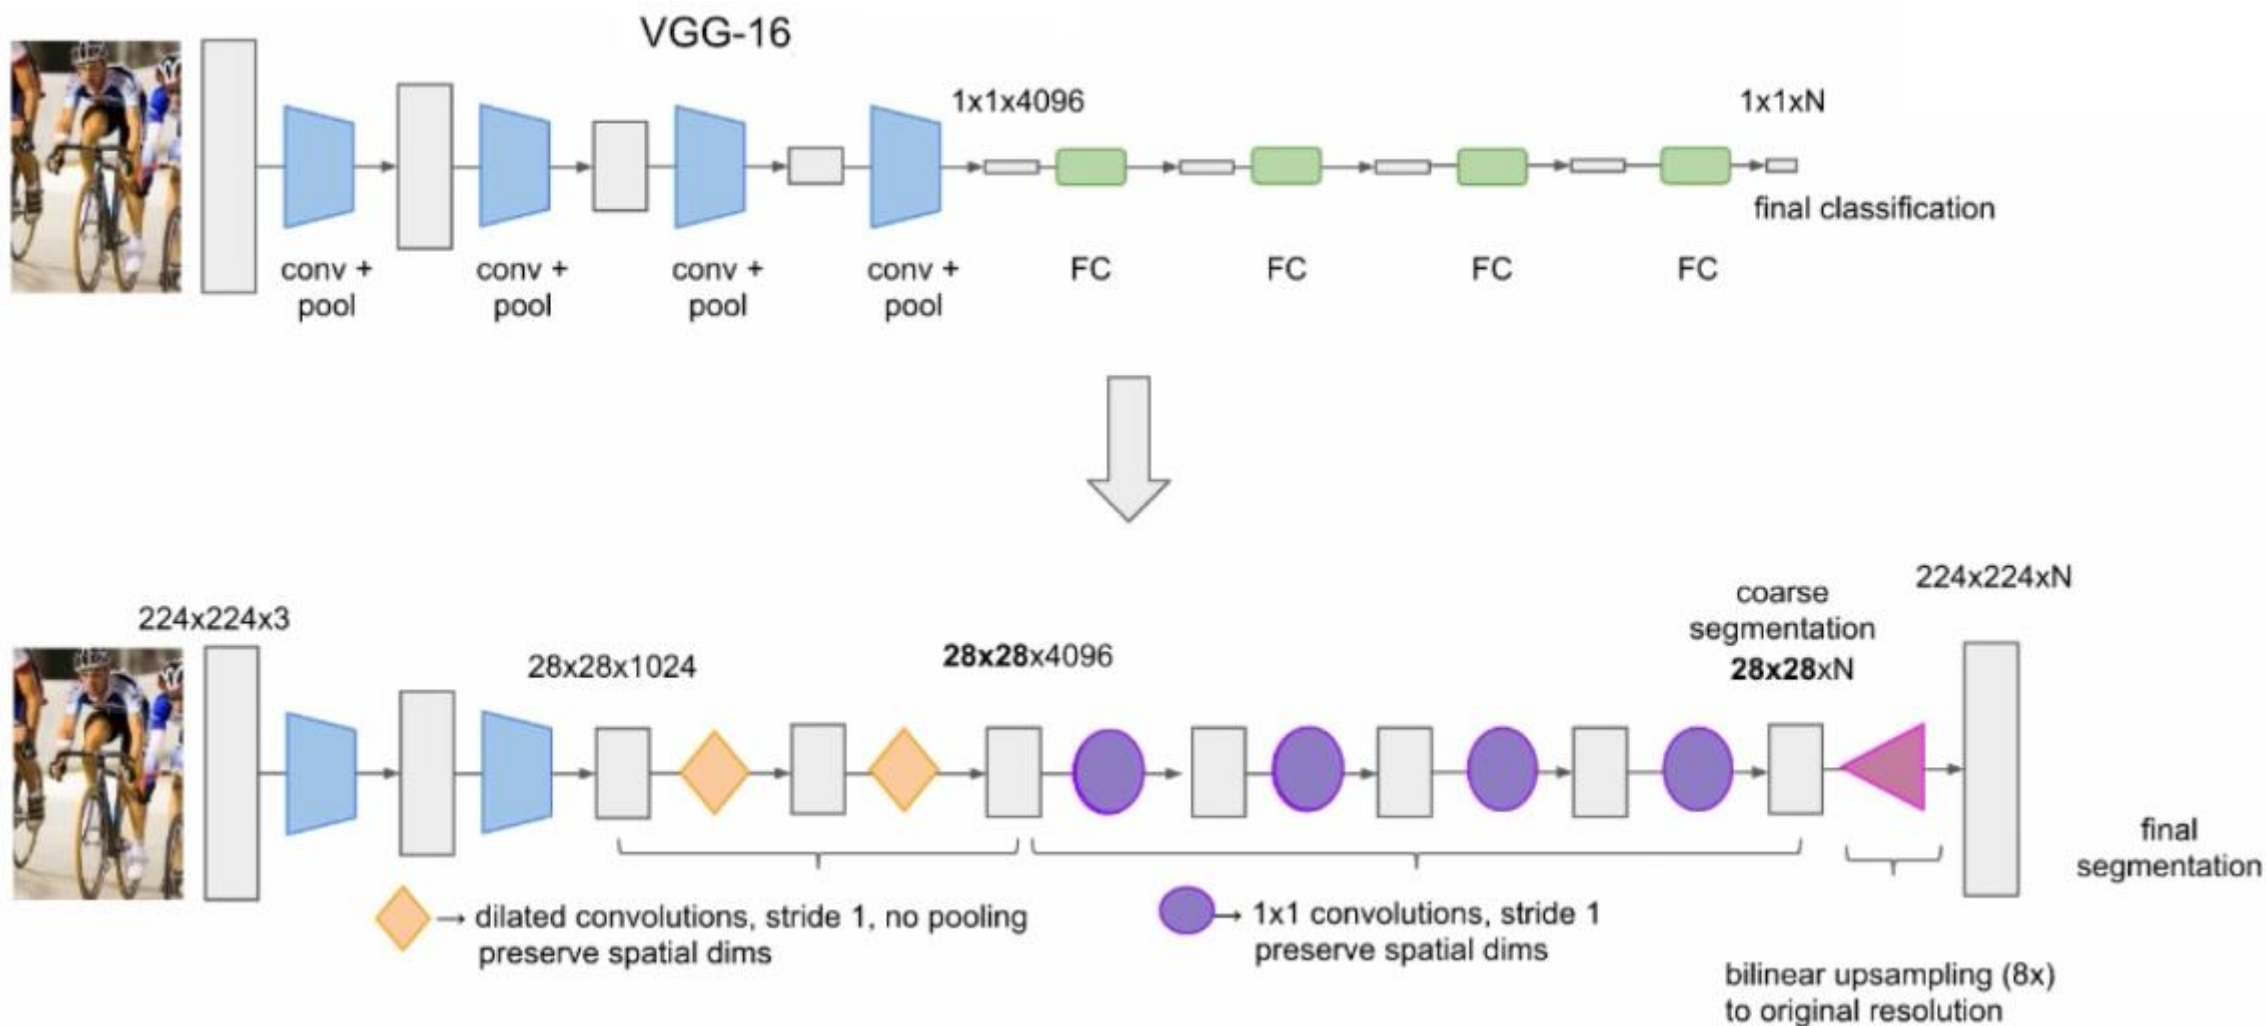 VGG-16
1x1x4096
1x1xN
final classification
conv +
pool
conv +
pool
conv +
pool
conv +
pool
FC
FC
FC
FC
224x224x3
28x28x1024
28x28x4096
coarse
segmentation
28x28xN
224x224xN
final
segmentation
→ dilated convolutions, stride 1, no pooling
preserve spatial dims
→ 1x1 convolutions, stride 1
preserve spatial dims
bilinear upsampling (8x)
to original resolution